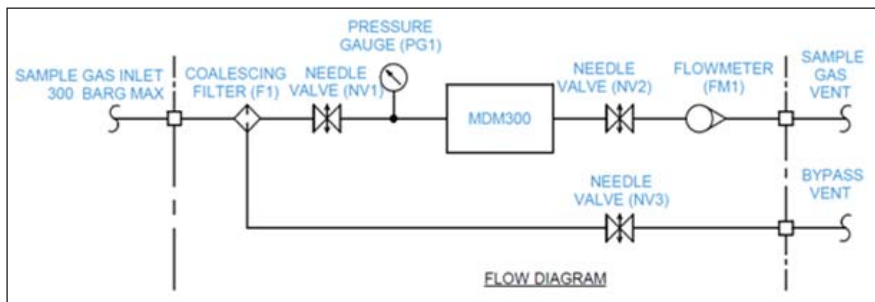 PRESSURE
GAUGE (PG1)
SAMPLE GAS INLET
300 BARG MAX
COALESCING
FILTER (F1)
NEEDLE
VALVE (NV1)
MDM300
NEEDLE
VALVE (NV2)
FLOWMETER
(FM1)
SAMPLE
GAS
VENT
NEEDLE
VALVE (NV3)
BYPASS
VENT
FLOW DIAGRAM